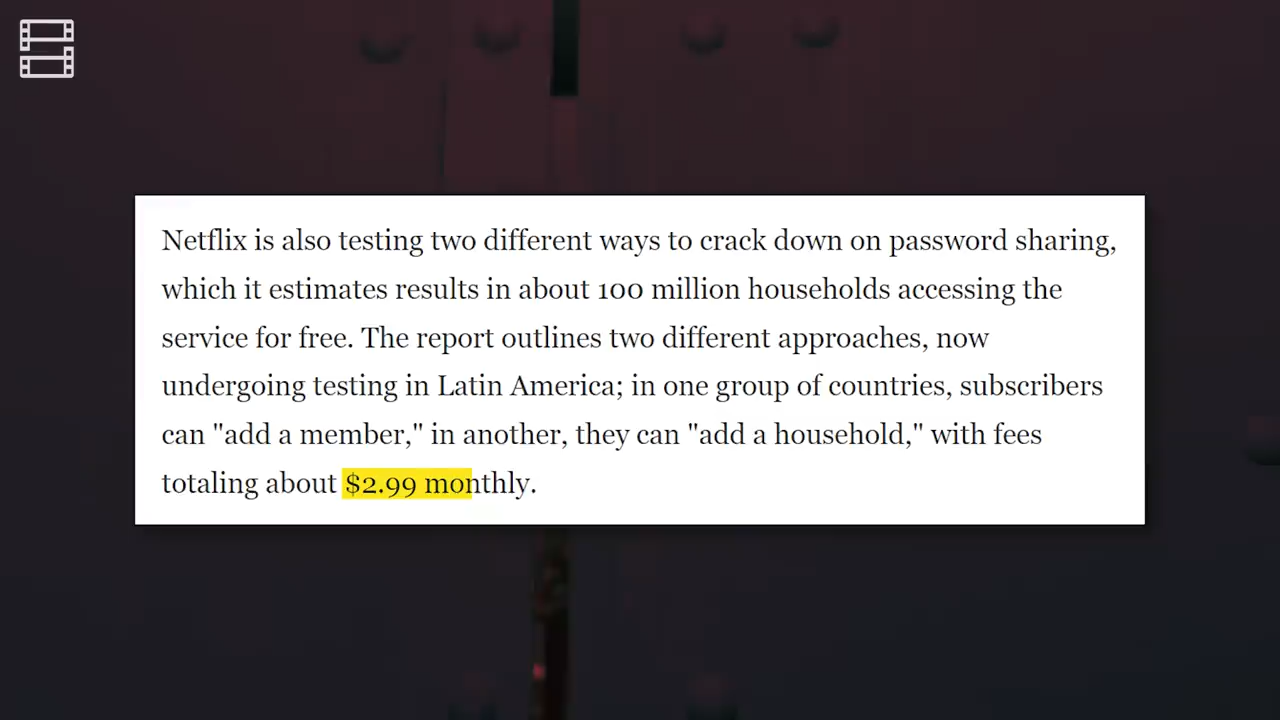 Netflix is also testing two different ways to crack down on password sharing,
which it estimates results in about 100 million households accessing the
service for free. The report outlines two different approaches, now
undergoing testing in Latin America; in one group of countries, subscribers
can "add a member," in another, they can "add a household," with fees
totaling about $2.99 monthly.